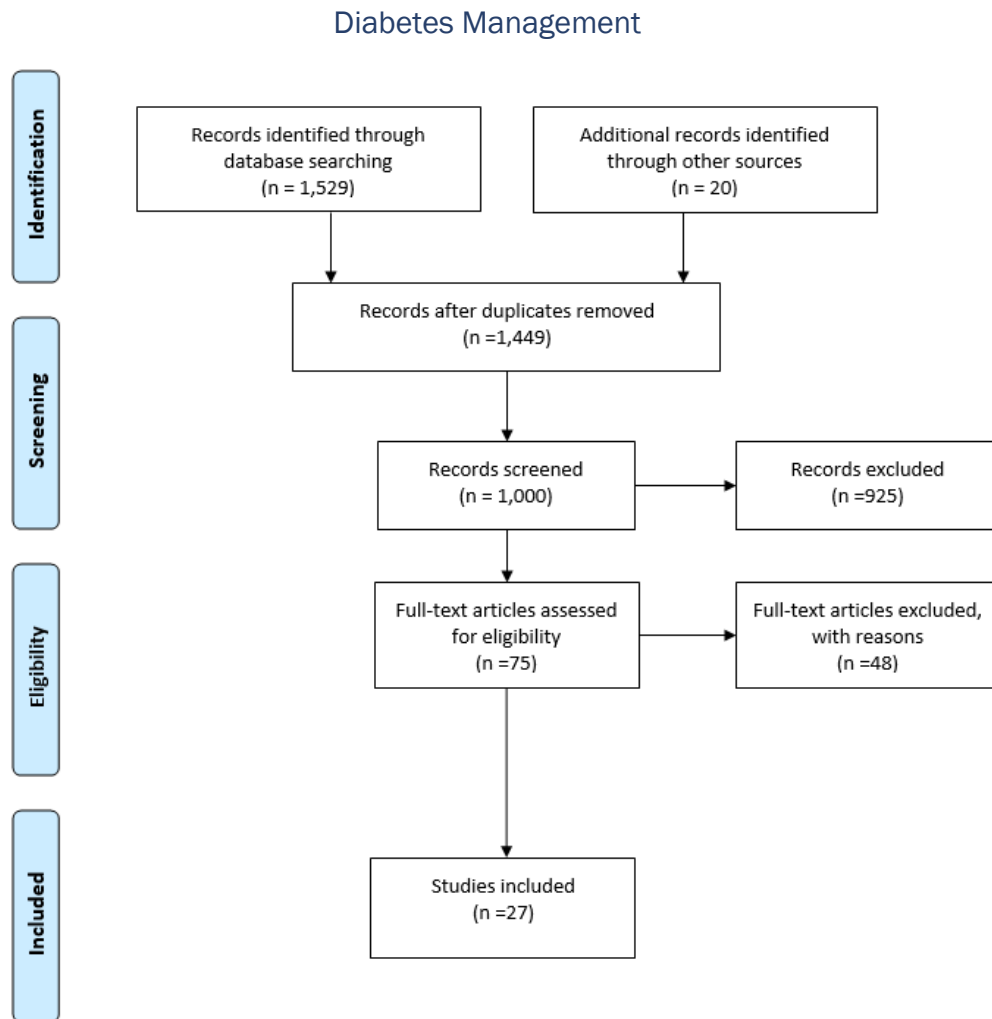 Diabetes Management
Identification
Records identified through
database searching
(n = 1,529)
Additional records identified
through other sources
(n = 20)
Records after duplicates removed
(n =1,449)
Screening
Records screened
(n = 1,000)
Records excluded
(n =925)
Eligibility
Full-text articles assessed
for eligibility
(n =75)
Full-text articles excluded,
with reasons
(n =48)
Included
Studies included
(n =27)